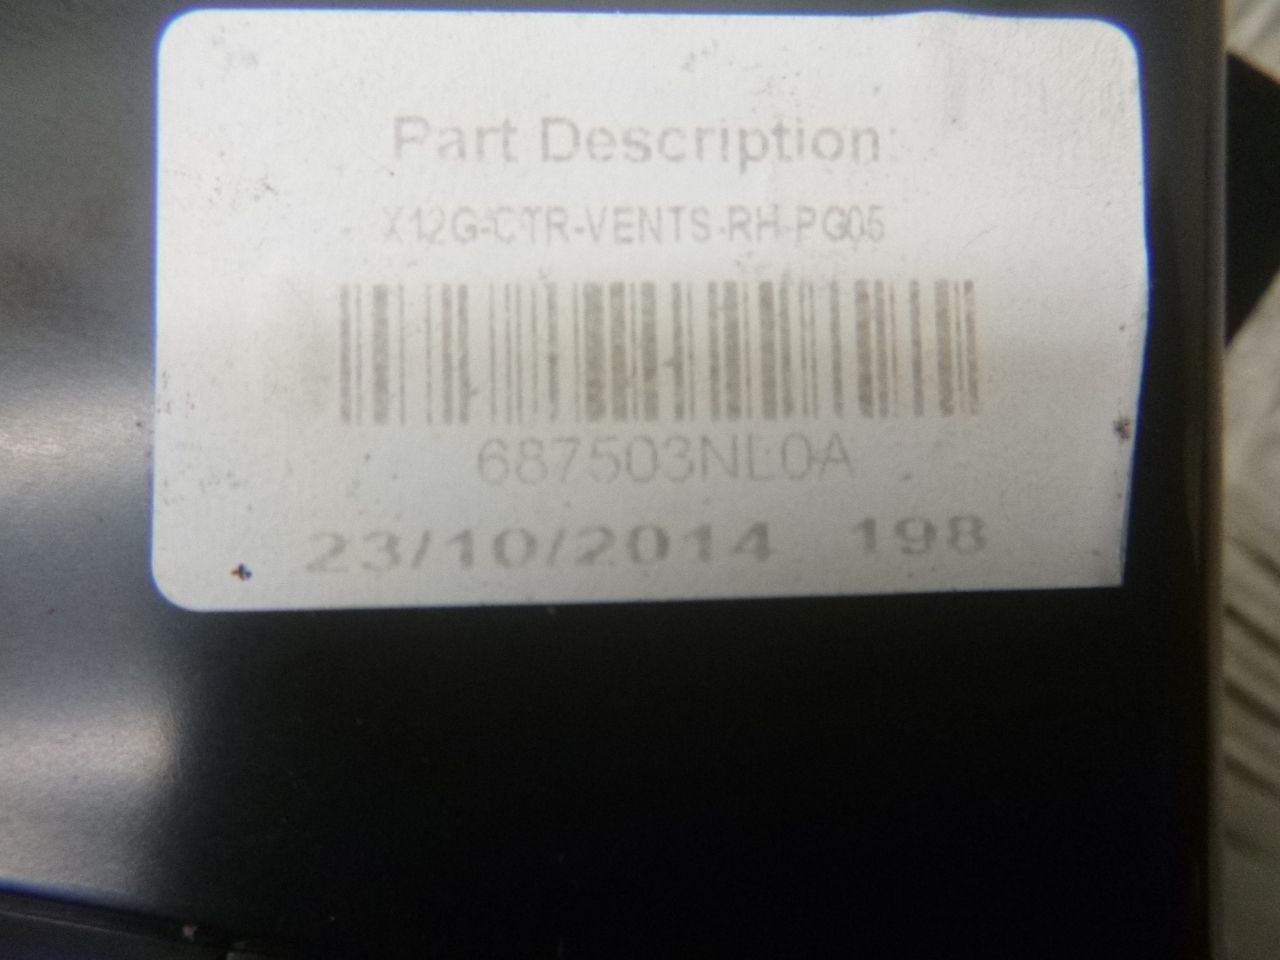 Part Description:
X12G-CTR-VENTS-RH-PG05
687503NL0A
23/10/2014 198